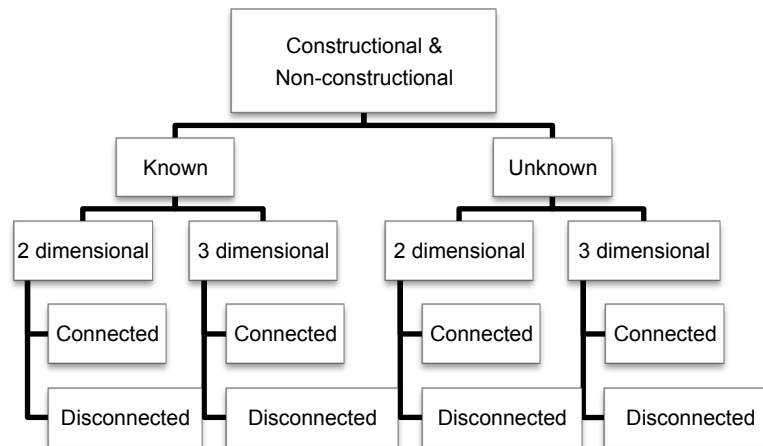 Constructional &
Non-constructional
Known
Unknown
2 dimensional
3 dimensional
2 dimensional
3 dimensional
Connected
Connected
Connected
Connected
Disconnected
Disconnected
Disconnected
Disconnected